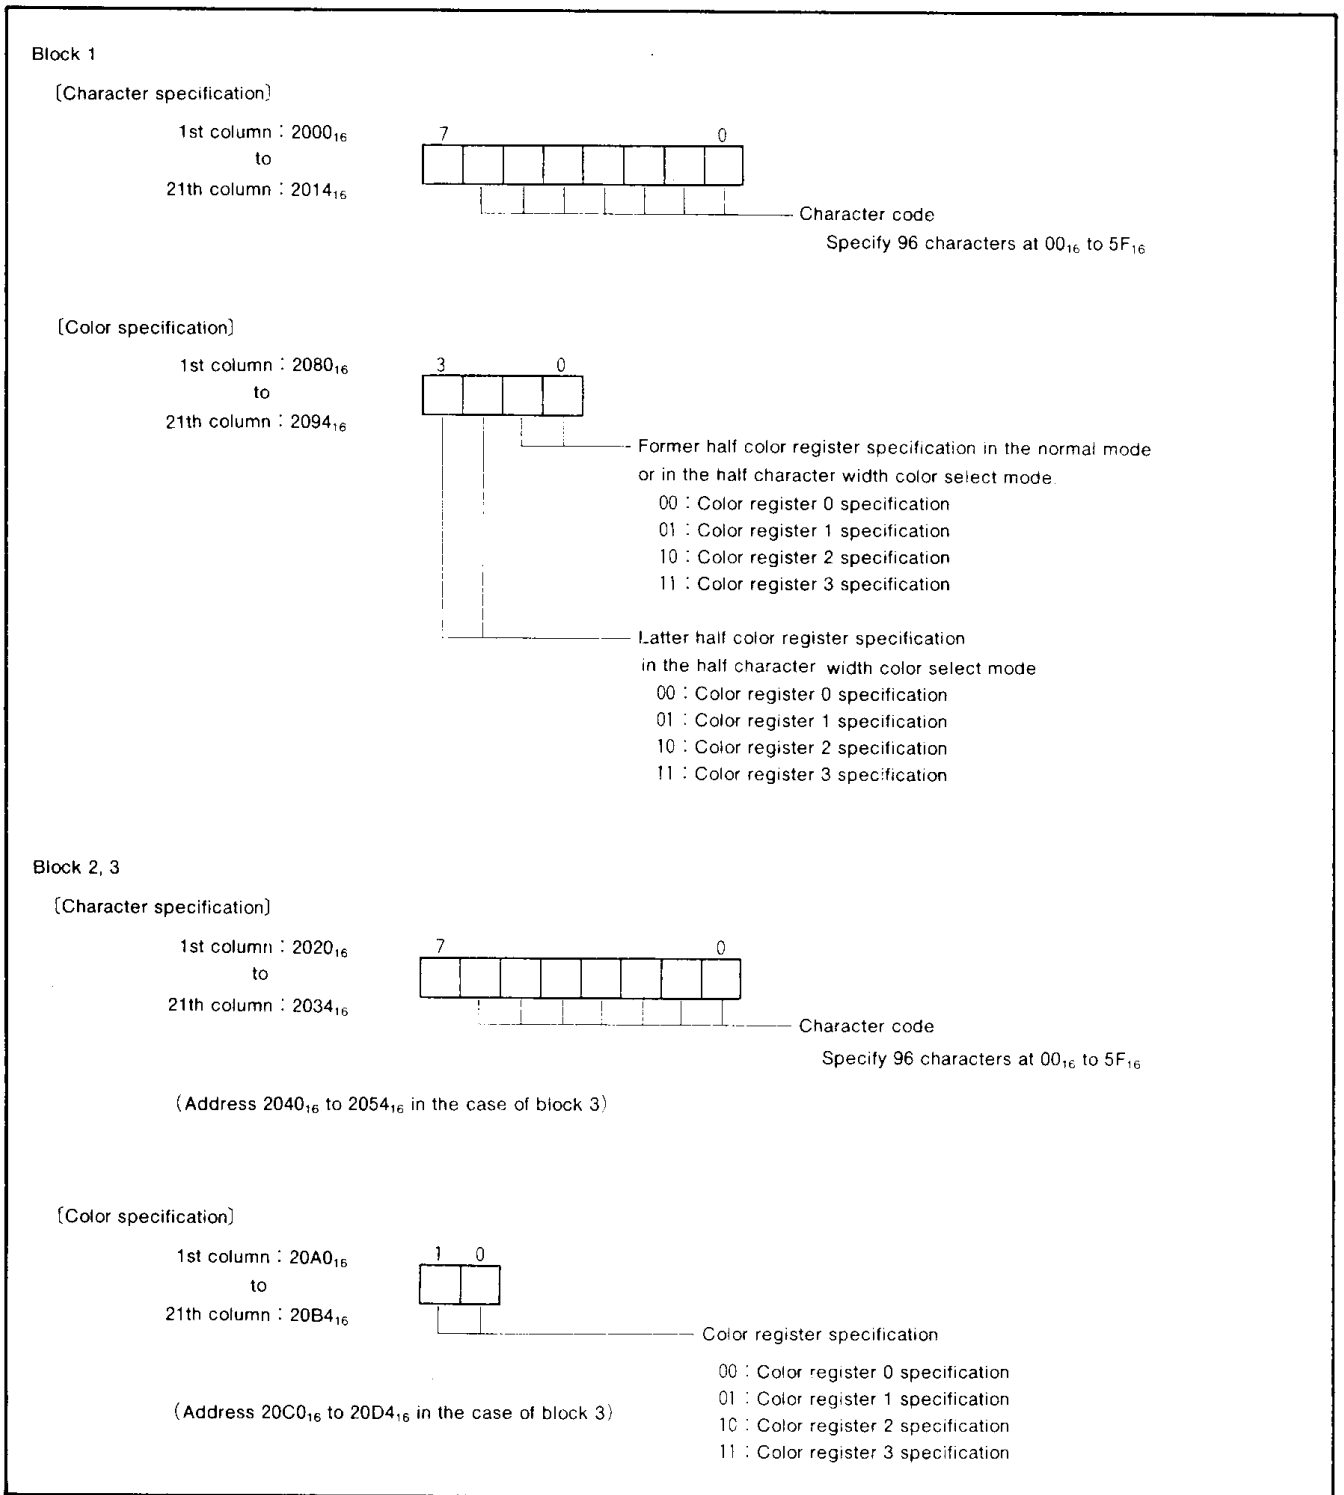 Block 1
[Character specification]
1st column : 2000₁₆
7 0
to
21th column : 2014₁₆
Character code
Specify 96 characters at 00₁₆ to 5F₁₆
[Color specification]
1st column : 2080₁₆
3 0
to
21th column : 2094₁₆
Former half color register specification in the normal mode
or in the half character width color select mode
00 : Color register 0 specification
01 : Color register 1 specification
10 : Color register 2 specification
11 : Color register 3 specification
Latter half color register specification
in the half character width color select mode
00 : Color register 0 specification
01 : Color register 1 specification
10 : Color register 2 specification
11 : Color register 3 specification
Block 2, 3
[Character specification]
1st column : 2020₁₆
7 0
to
21th column : 2034₁₆
Character code
Specify 96 characters at 00₁₆ to 5F₁₆
(Address 2040₁₆ to 2054₁₆ in the case of block 3)
[Color specification]
1st column : 20A0₁₆
1 0
to
21th column : 20B4₁₆
Color register specification
00 : Color register 0 specification
01 : Color register 1 specification
10 : Color register 2 specification
11 : Color register 3 specification
(Address 20C0₁₆ to 20D4₁₆ in the case of block 3)